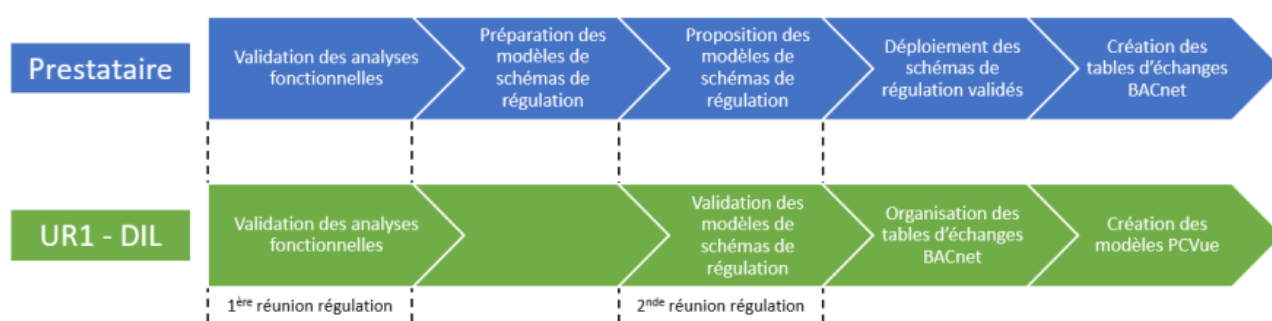 Prestataire
Validation des analyses
fonctionnelles
Préparation des
modèles de
schémas de
régulation
Proposition des
modèles de
schémas de
régulation
Déploiement des
schémas de
régulation validés
Création des
tables d'échanges
BACnet
UR1 - DIL
Validation des analyses
fonctionnelles
Validation des
modèles de
schémas de
régulation
Organisation des
tables d'échanges
BACnet
Création des
modèles PCVue
1ère réunion régulation
2nde réunion régulation